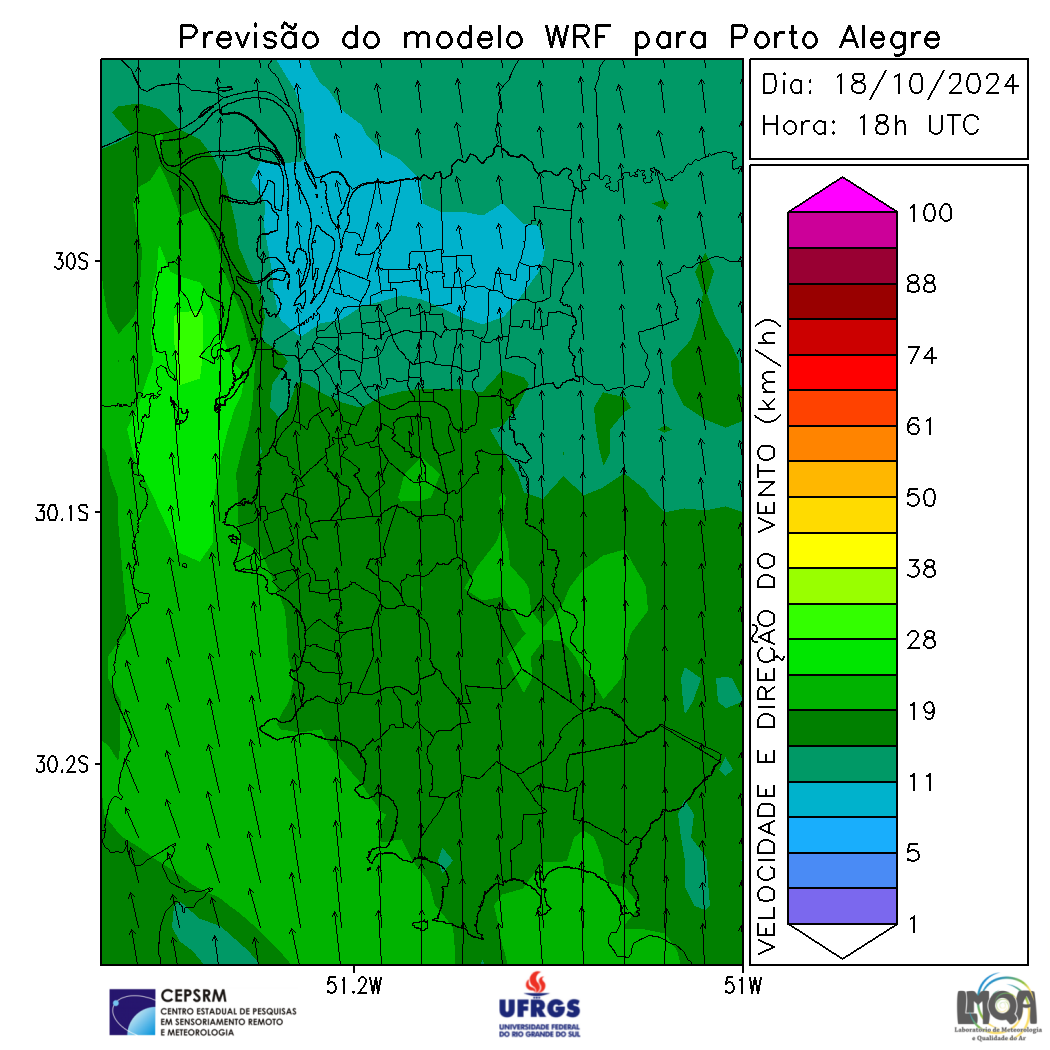 Previsão do modelo WRF para Porto Alegre
Dia: 18/10/2024
Hora: 18h UTC
30S
30.1S
30.2S
51.2W
51W
VELOCIDADE E DIREÇÃO DO VENTO (km/h)
100
88
74
61
50
38
28
19
11
5
1
CEPSRM
CENTRO ESTADUAL DE PESQUISAS
EM SENSORIAMENTO REMOTO
E METEOROLOGIA
UFRGS
UNIVERSIDADE FEDERAL
DO RIO GRANDE DO SUL
LMQA
Laboratório de Meteorologia
e Qualidade do Ar